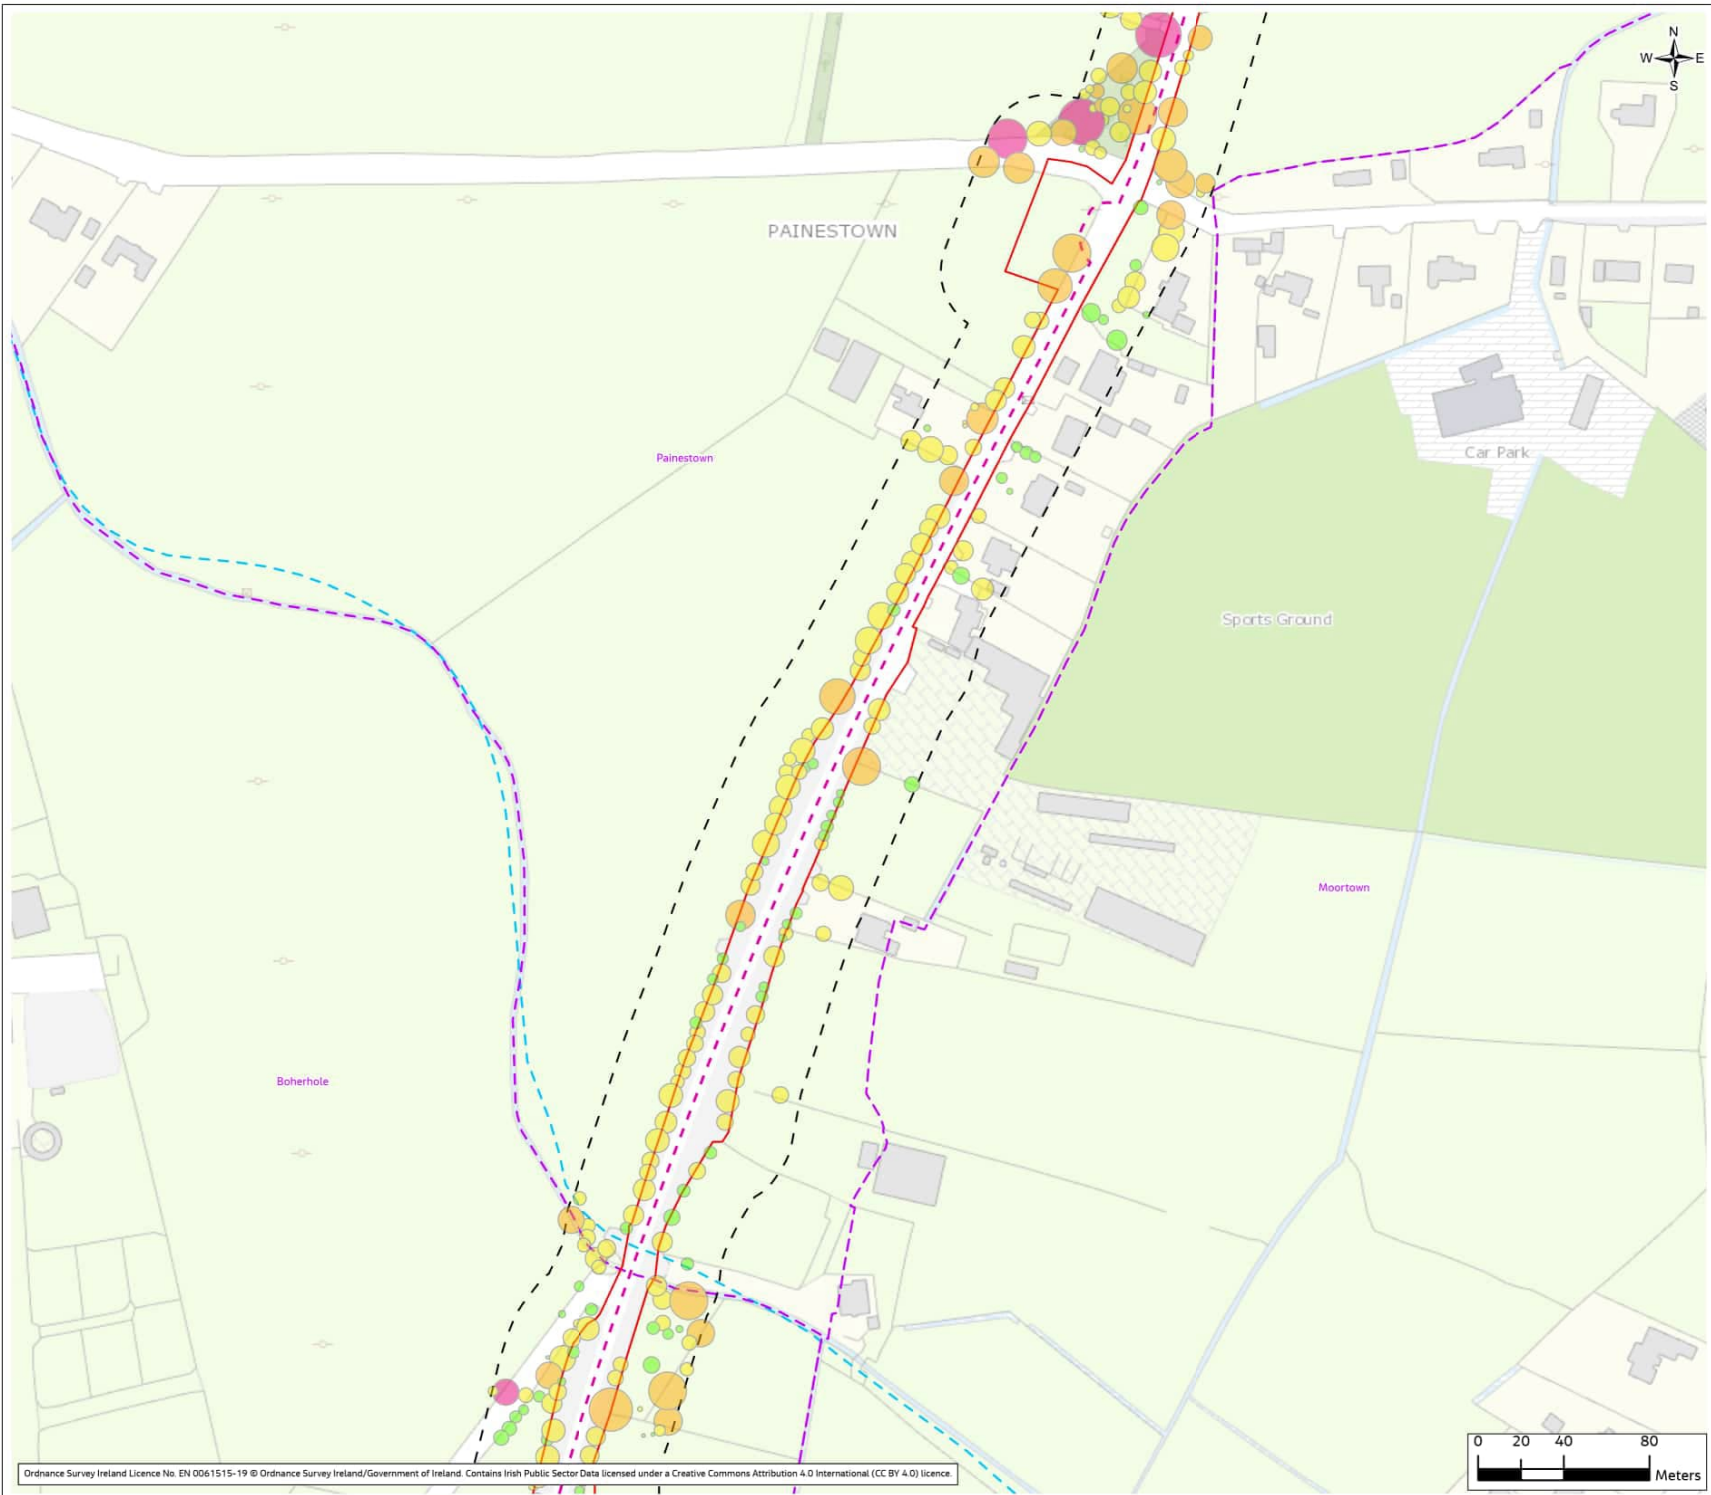 N
W E
S
PAINESTOWN
Painestown
Car Park
Sports Ground
Moortown
Boherhole
0 20 40 80
Meters
Ordnance Survey Ireland Licence No. EN 0061515-19 © Ordnance Survey Ireland/Government of Ireland. Contains Irish Public Sector Data licensed under a Creative Commons Attribution 4.0 International (CC BY 4.0) licence.